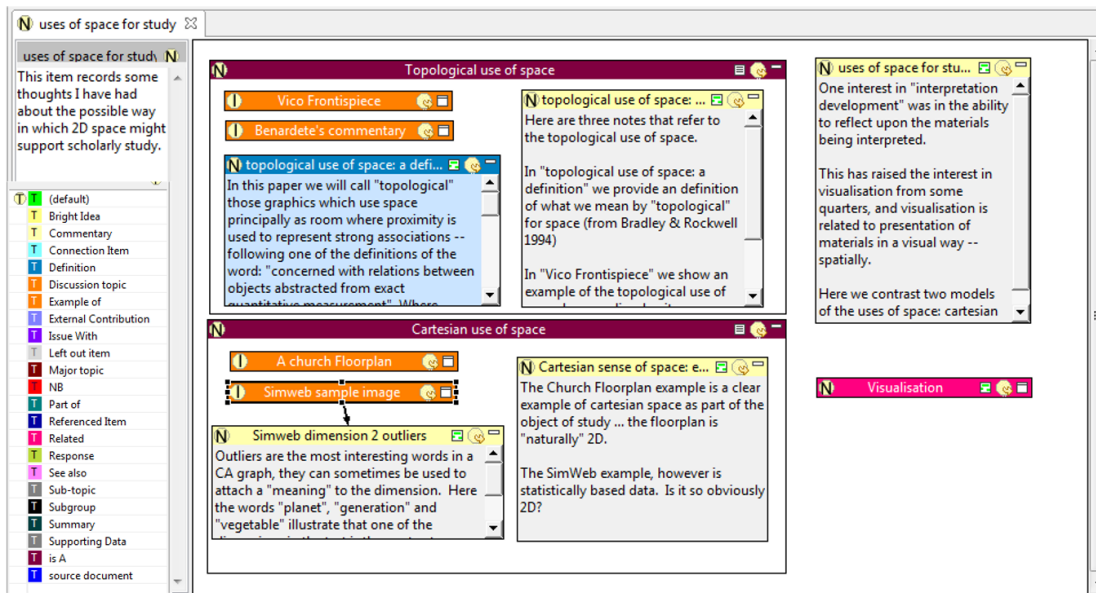 uses of space for study
uses of space for study
This item records some
thoughts I have had
about the possible way
in which 2D space might
support scholarly study.
(default)
Bright Idea
Commentary
Connection Item
Definition
Discussion topic
Example of
External Contribution
Issue With
Left out item
Major topic
NB
Part of
Referenced Item
Related
Response
See also
Sub-topic
Subgroup
Summary
Supporting Data
is A
source document
Topological use of space
Vico Frontispiece
Benardete's commentary
topological use of space: a defi...
In this paper we will call "topological"
those graphics which use space
principally as room where proximity is
used to represent strong associations --
following one of the definitions of the
word: "concerned with relations between
objects abstracted from exact
quantitative measurement". Where
topological use of space: ...
Here are three notes that refer to
the topological use of space.
In "topological use of space: a
definition" we provide an definition
of what we mean by "topological"
for space (from Bradley & Rockwell
1994)
In "Vico Frontispiece" we show an
example of the topological use of
Cartesian use of space
A church Floorplan
Simweb sample image
Simweb dimension 2 outliers
Outliers are the most interesting words in a
CA graph, they can sometimes be used to
attach a "meaning" to the dimension. Here
the words "planet", "generation" and
"vegetable" illustrate that one of the
Cartesian sense of space: e...
The Church Floorplan example is a clear
example of cartesian space as part of the
object of study ... the floorplan is
"naturally" 2D.
The SimWeb example, however is
statistically based data. Is it so obviously
2D?
uses of space for stu...
One interest in "interpretation
development" was in the ability
to reflect upon the materials
being interpreted.
This has raised the interest in
visualisation from some
quarters, and visualisation is
related to presentation of
materials in a visual way --
spatially.
Here we contrast two models
of the uses of space: cartesian
Visualisation